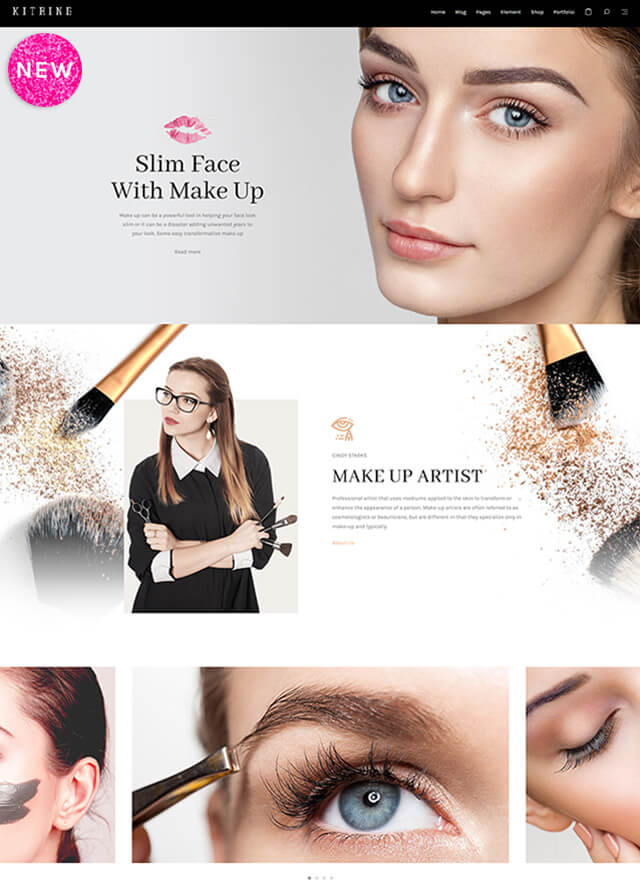 KITRINE
Home Blog Pages Element Shop Portfolio
NEW
Slim Face
With Make Up
Make up can be a powerful tool in helping your face look
slim or it can be a disaster adding unwanted years to
your look. Some easy transformative make up
Read more
CINDY STARKS
MAKE UP ARTIST
Professional artist that uses mediums applied to the skin to transform or
enhance the appearance of a person. Make-up artists are often referred to as
cosmetologists or beauticians, but are different in that they specialize only in
make-up and typically.
About Us